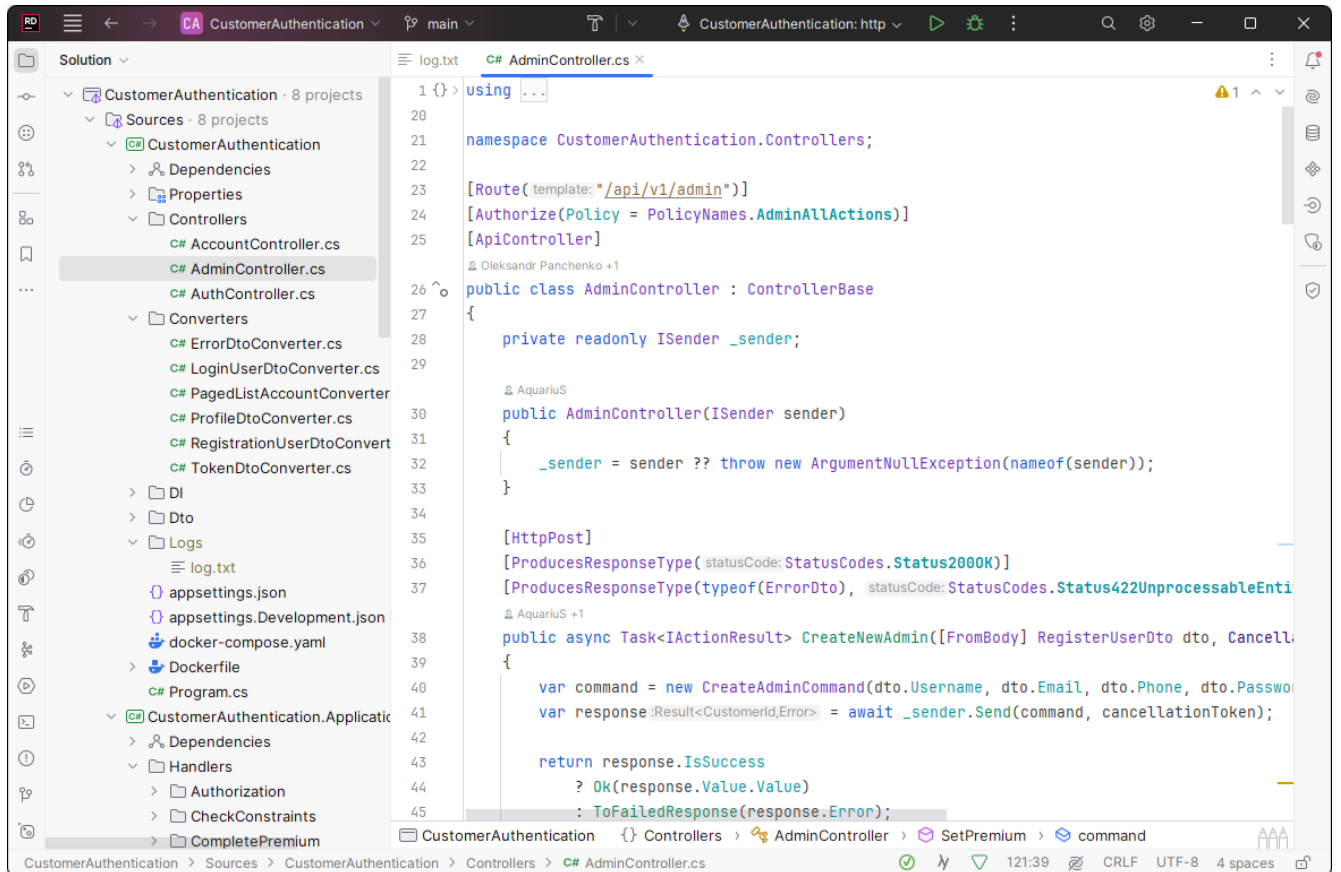 RD CA CustomerAuthentication main CustomerAuthentication: http
Solution
CustomerAuthentication · 8 projects
Sources · 8 projects
C# CustomerAuthentication
Dependencies
Properties
Controllers
C# AccountController.cs
C# AdminController.cs
C# AuthController.cs
Converters
C# ErrorDtoConverter.cs
C# LoginUserDtoConverter.cs
C# PagedListAccountConverter
C# ProfileDtoConverter.cs
C# RegistrationUserDtoConvert
C# TokenDtoConverter.cs
DI
Dto
Logs
log.txt
{} appsettings.json
{} appsettings.Development.json
docker-compose.yaml
Dockerfile
C# Program.cs
C# CustomerAuthentication.Applicatio
Dependencies
Handlers
Authorization
CheckConstraints
CompletePremium
log.txt C# AdminController.cs
1 {} using ... 1
20
21 namespace CustomerAuthentication.Controllers;
22
23 [Route( template: "/api/v1/admin")]
24 [Authorize(Policy = PolicyNames.AdminAllActions)]
25 [ApiController]
Oleksandr Panchenko +1
26 public class AdminController : ControllerBase
27 {
28 private readonly ISender _sender;
29
AquariuS
30 public AdminController(ISender sender)
31 {
32 _sender = sender ?? throw new ArgumentNullException(nameof(sender));
33 }
34
35 [HttpPost]
36 [ProducesResponseType( statusCode: StatusCodes.Status200OK)]
37 [ProducesResponseType(typeof(ErrorDto), statusCode: StatusCodes.Status422UnprocessableEnti
AquariuS +1
38 public async Task<IActionResult> CreateNewAdmin([FromBody] RegisterUserDto dto, Cancella
39 {
40 var command = new CreateAdminCommand(dto.Username, dto.Email, dto.Phone, dto.Passwor
41 var response :Result<CustomerId,Error> = await _sender.Send(command, cancellationToken);
42
43 return response.IsSuccess
44 ? Ok(response.Value.Value)
45 : ToFailedResponse(response.Error);
CustomerAuthentication {} Controllers > AdminController > SetPremium > command
CustomerAuthentication > Sources > CustomerAuthentication > Controllers > C# AdminController.cs 121:39 CRLF UTF-8 4 spaces